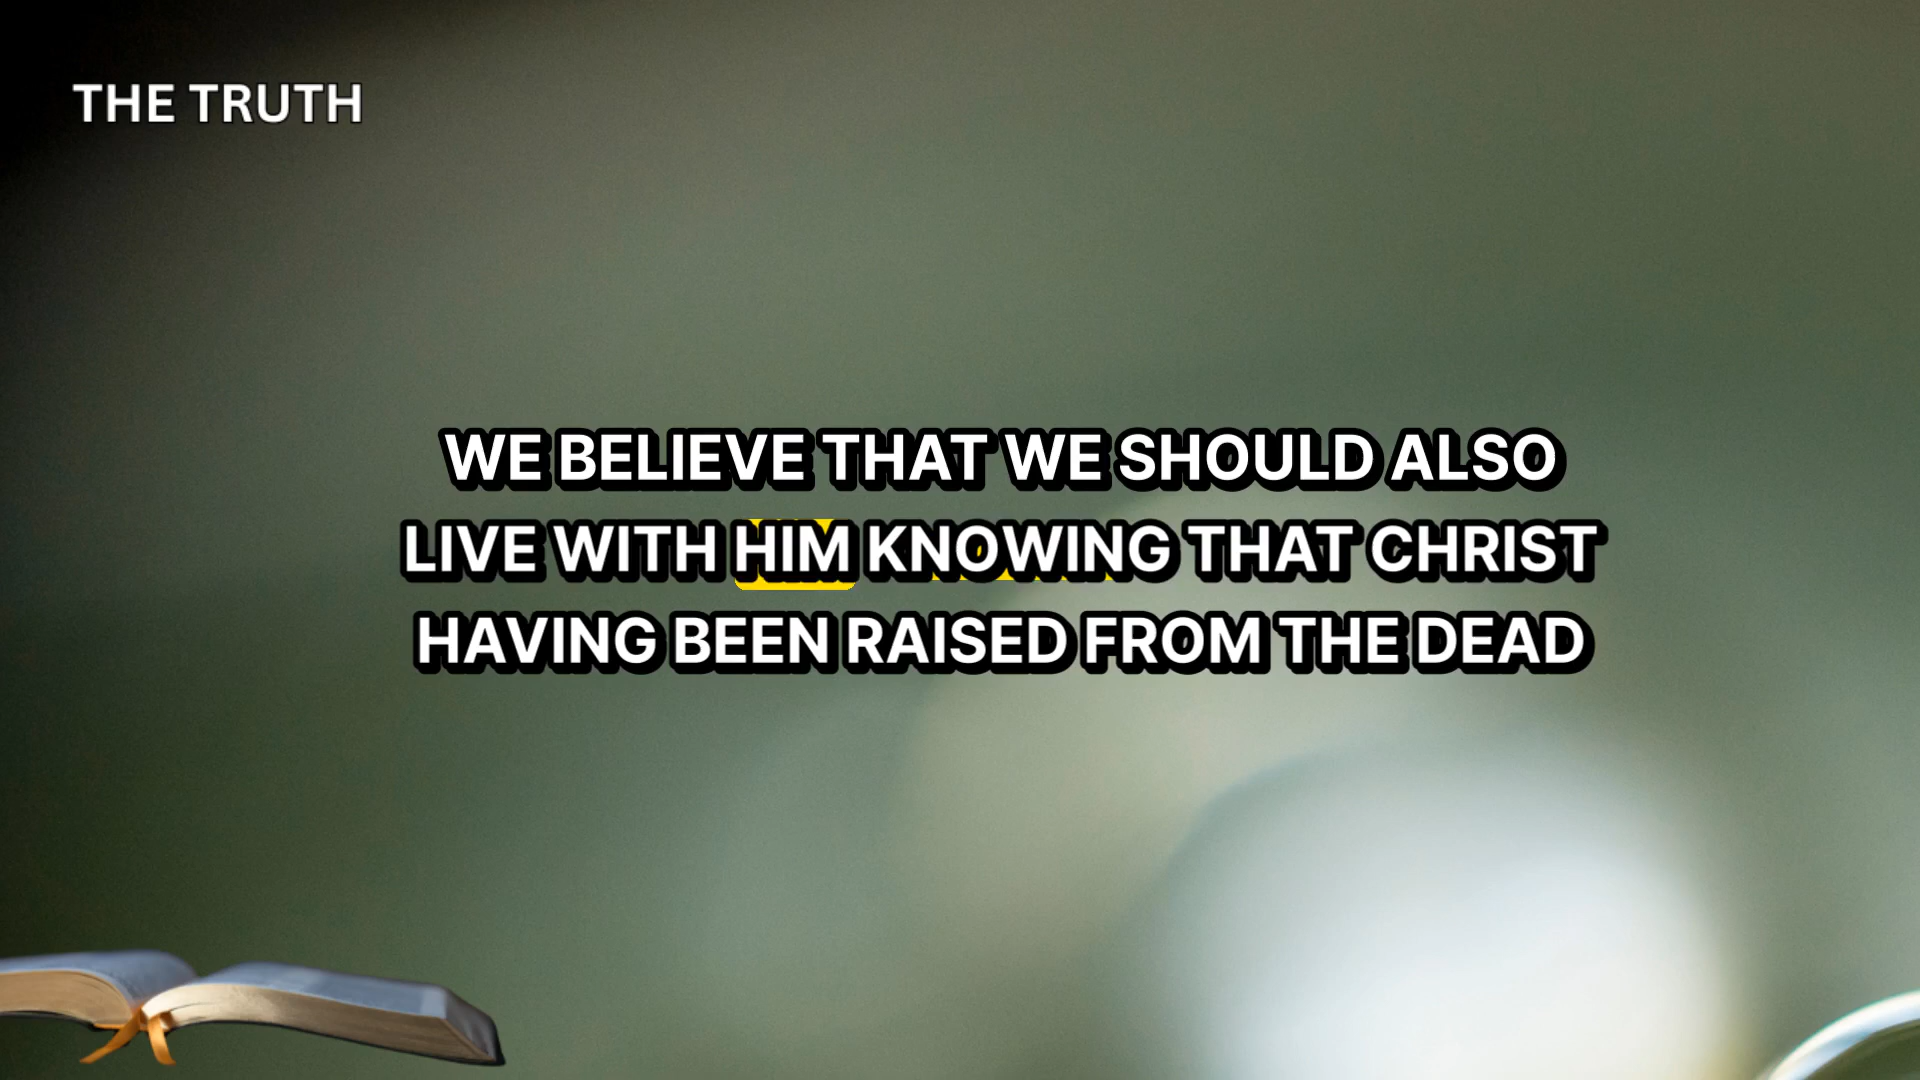 THE TRUTH
WE BELIEVE THAT WE SHOULD ALSO
LIVE WITH HIM KNOWING THAT CHRIST
HAVING BEEN RAISED FROM THE DEAD